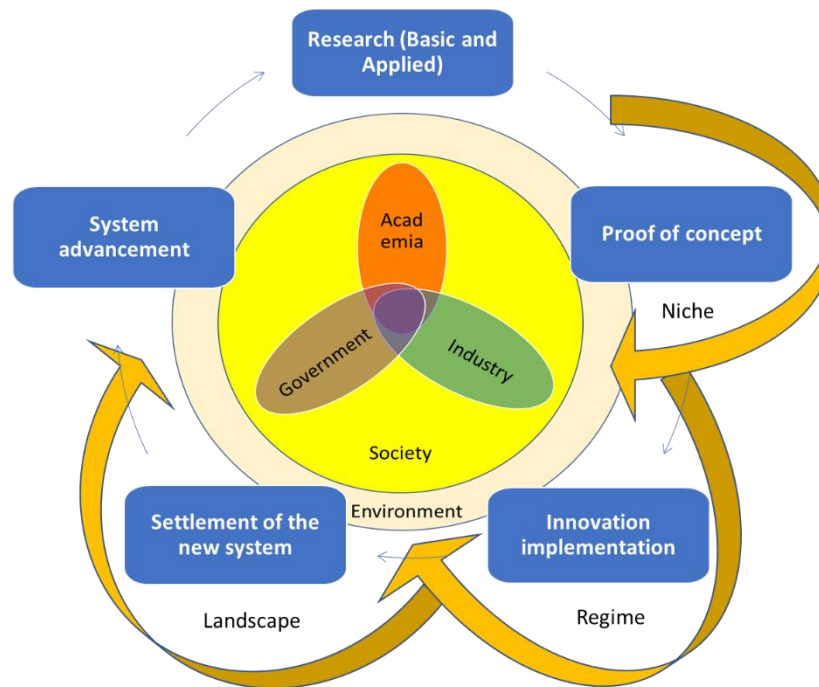 Research (Basic and
Applied)
System
advancement
Acad
emia
Proof of concept
Niche
Government
Industry
Society
Environment
Settlement of the
new system
Innovation
implementation
Landscape
Regime